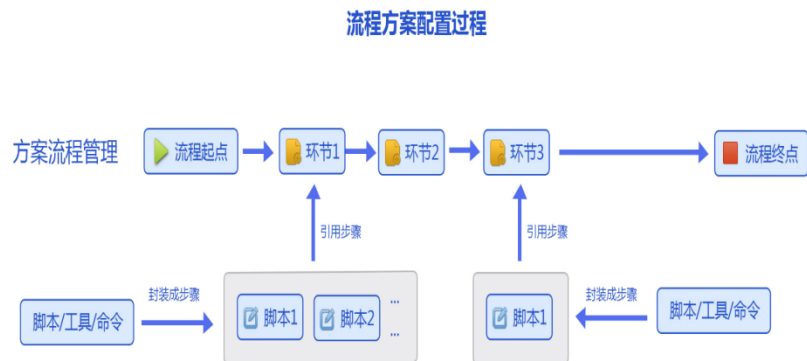 流程方案配置过程
方案流程管理
流程起点
环节1
环节2
环节3
流程终点
引用步骤
引用步骤
脚本/工具/命令
封装成步骤
脚本1
脚本2
...
...
脚本1
封装成步骤
脚本/工具/命令